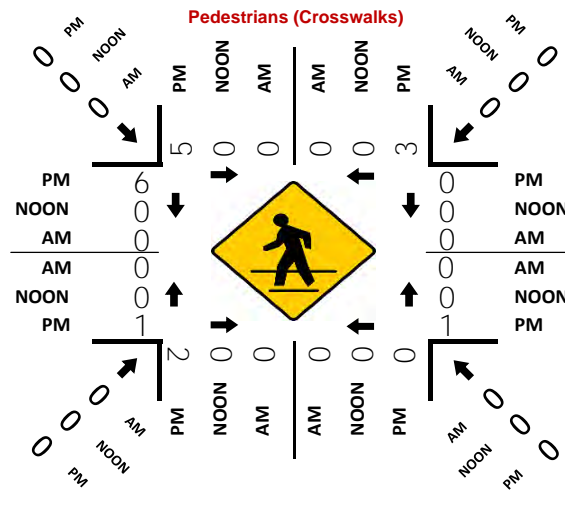 Pedestrians (Crosswalks)
0 PM
0 NOON
0 AM
PM NOON AM AM NOON PM
PM 0
NOON 0
AM 0
5 0 0 0 0 3
PM 6 0 PM
NOON 0 0 NOON
AM 0 0 AM
AM 0 0 AM
NOON 0 0 NOON
PM 1 1 PM
2 0 0 0 0 0
PM NOON AM AM NOON PM
0 AM
0 NOON
0 PM
AM 0
NOON 0
PM 0